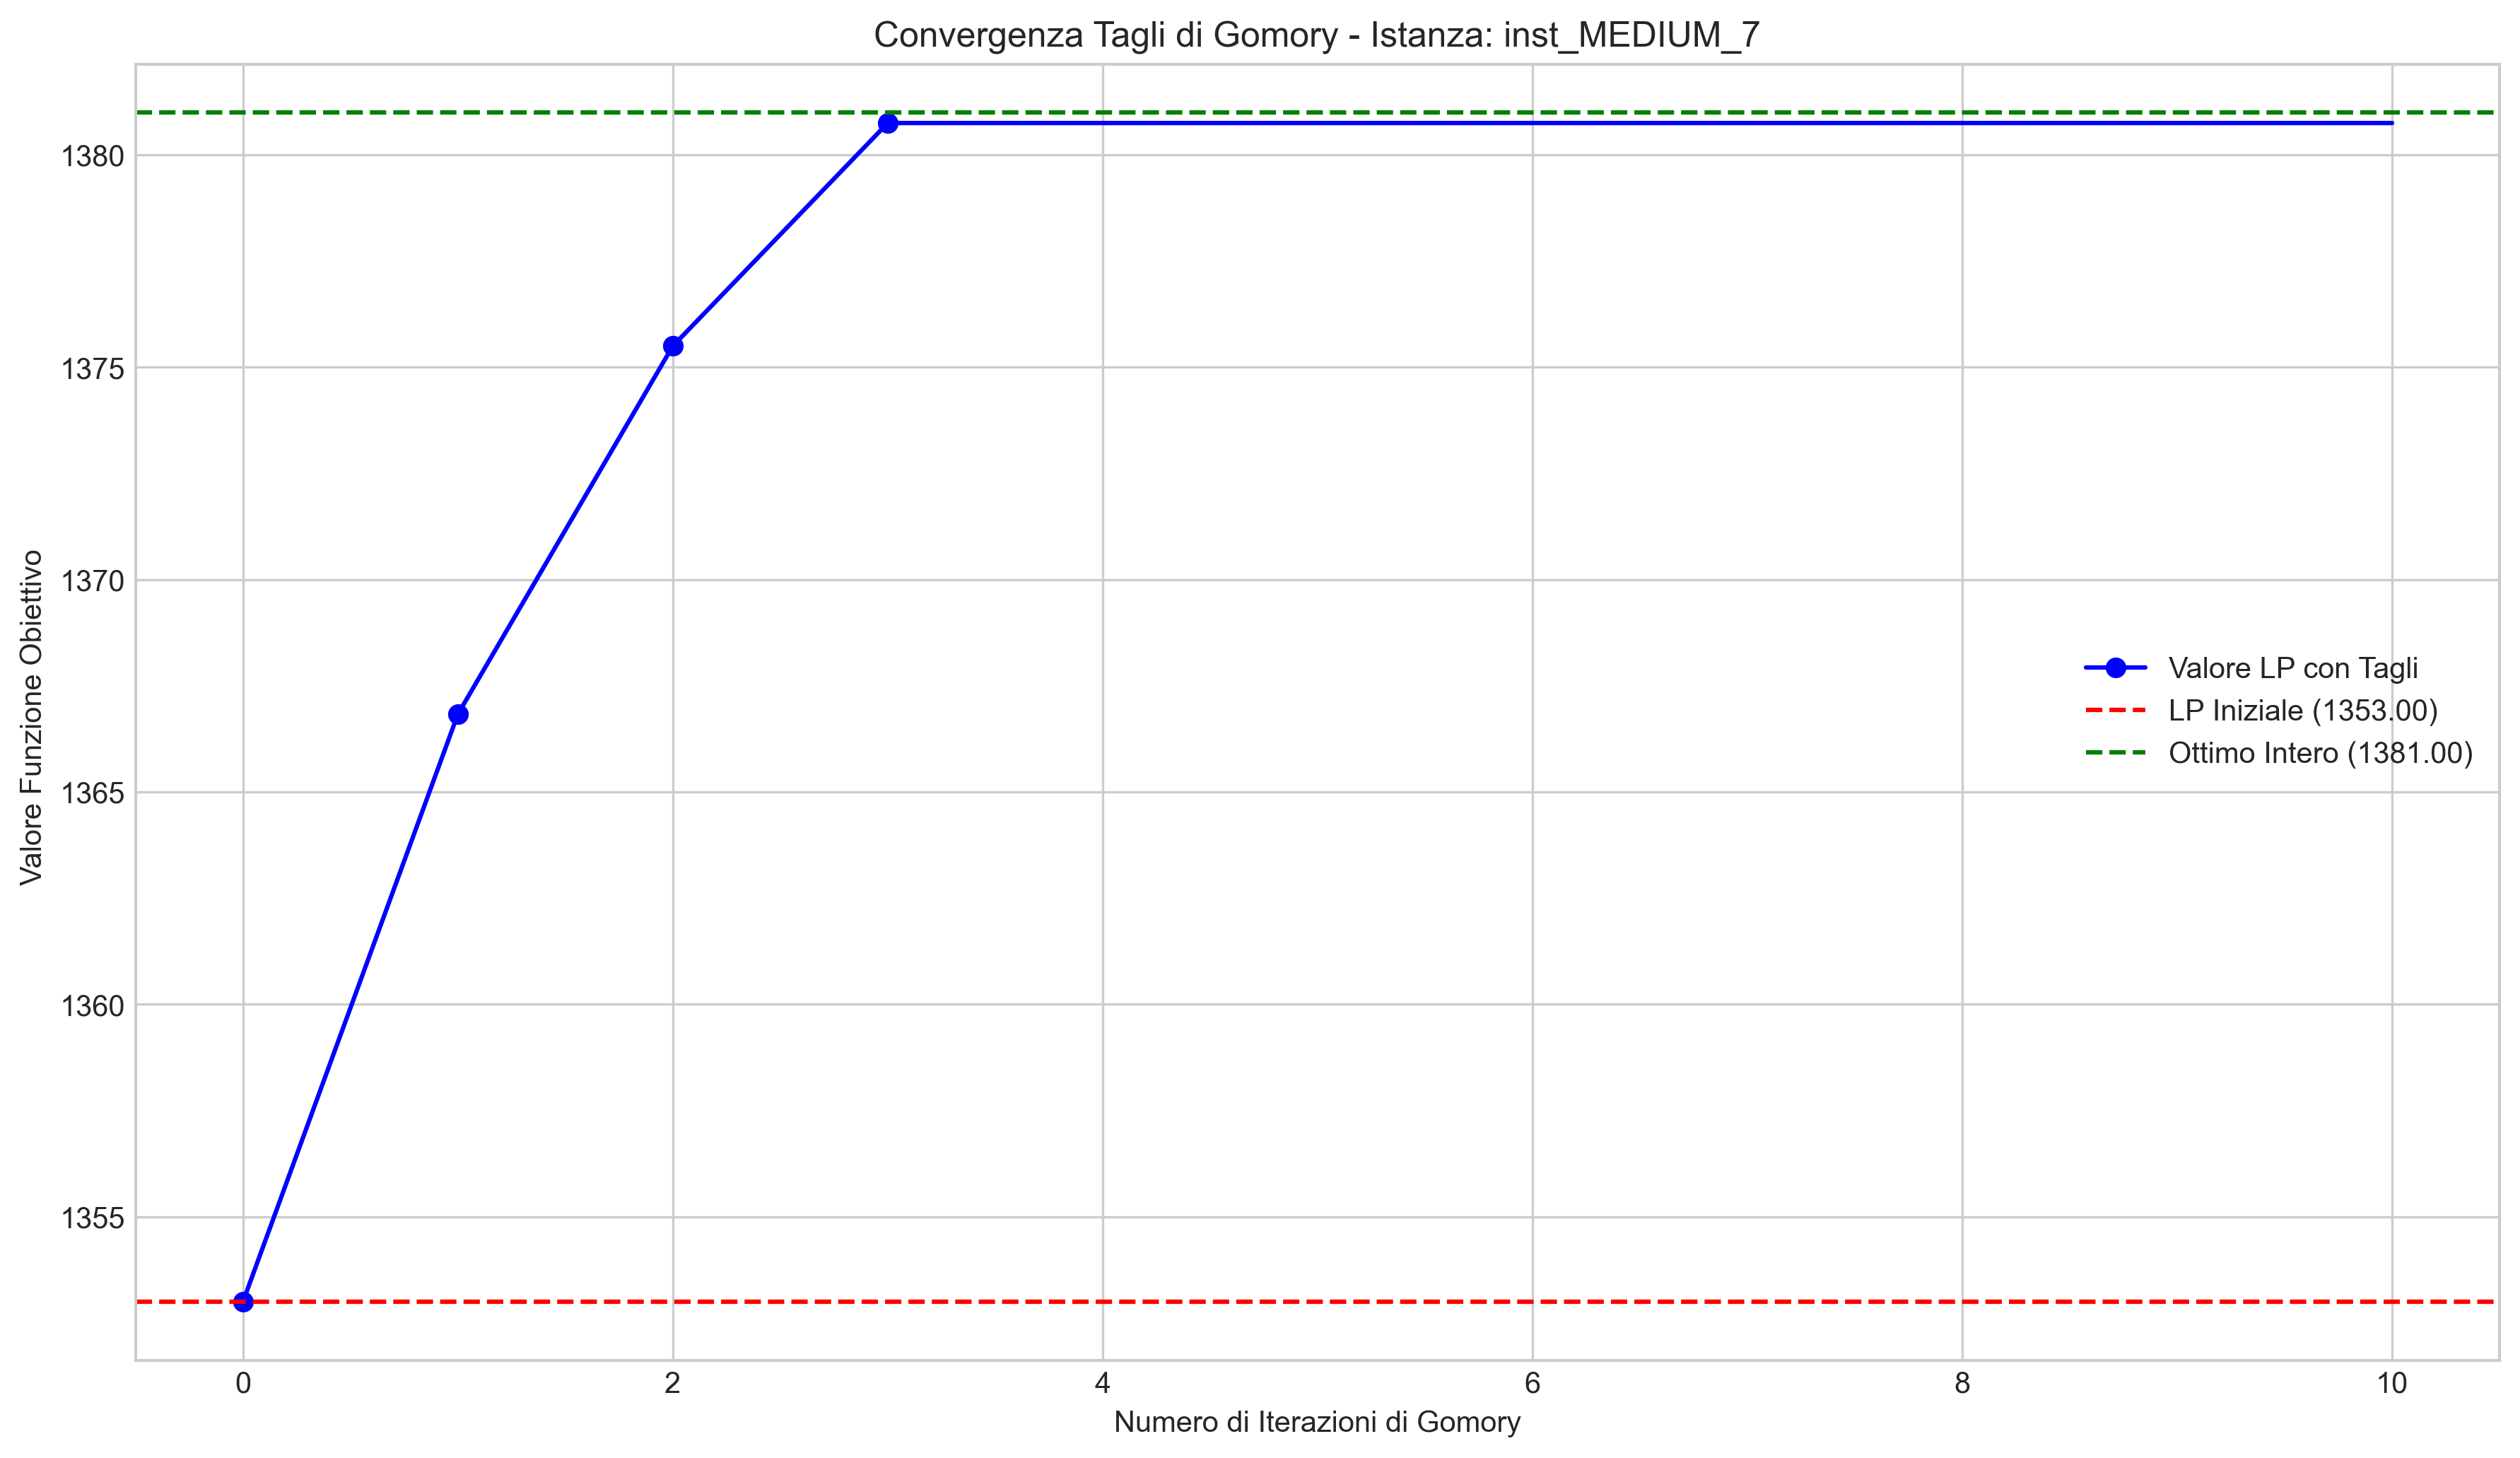 Convergenza Tagli di Gomory - Istanza: inst_MEDIUM_7
Valore Funzione Obiettivo
1380
1375
1370
1365
1360
1355
Valore LP con Tagli
LP Iniziale (1353.00)
Ottimo Intero (1381.00)
0 2 4 6 8 10
Numero di Iterazioni di Gomory